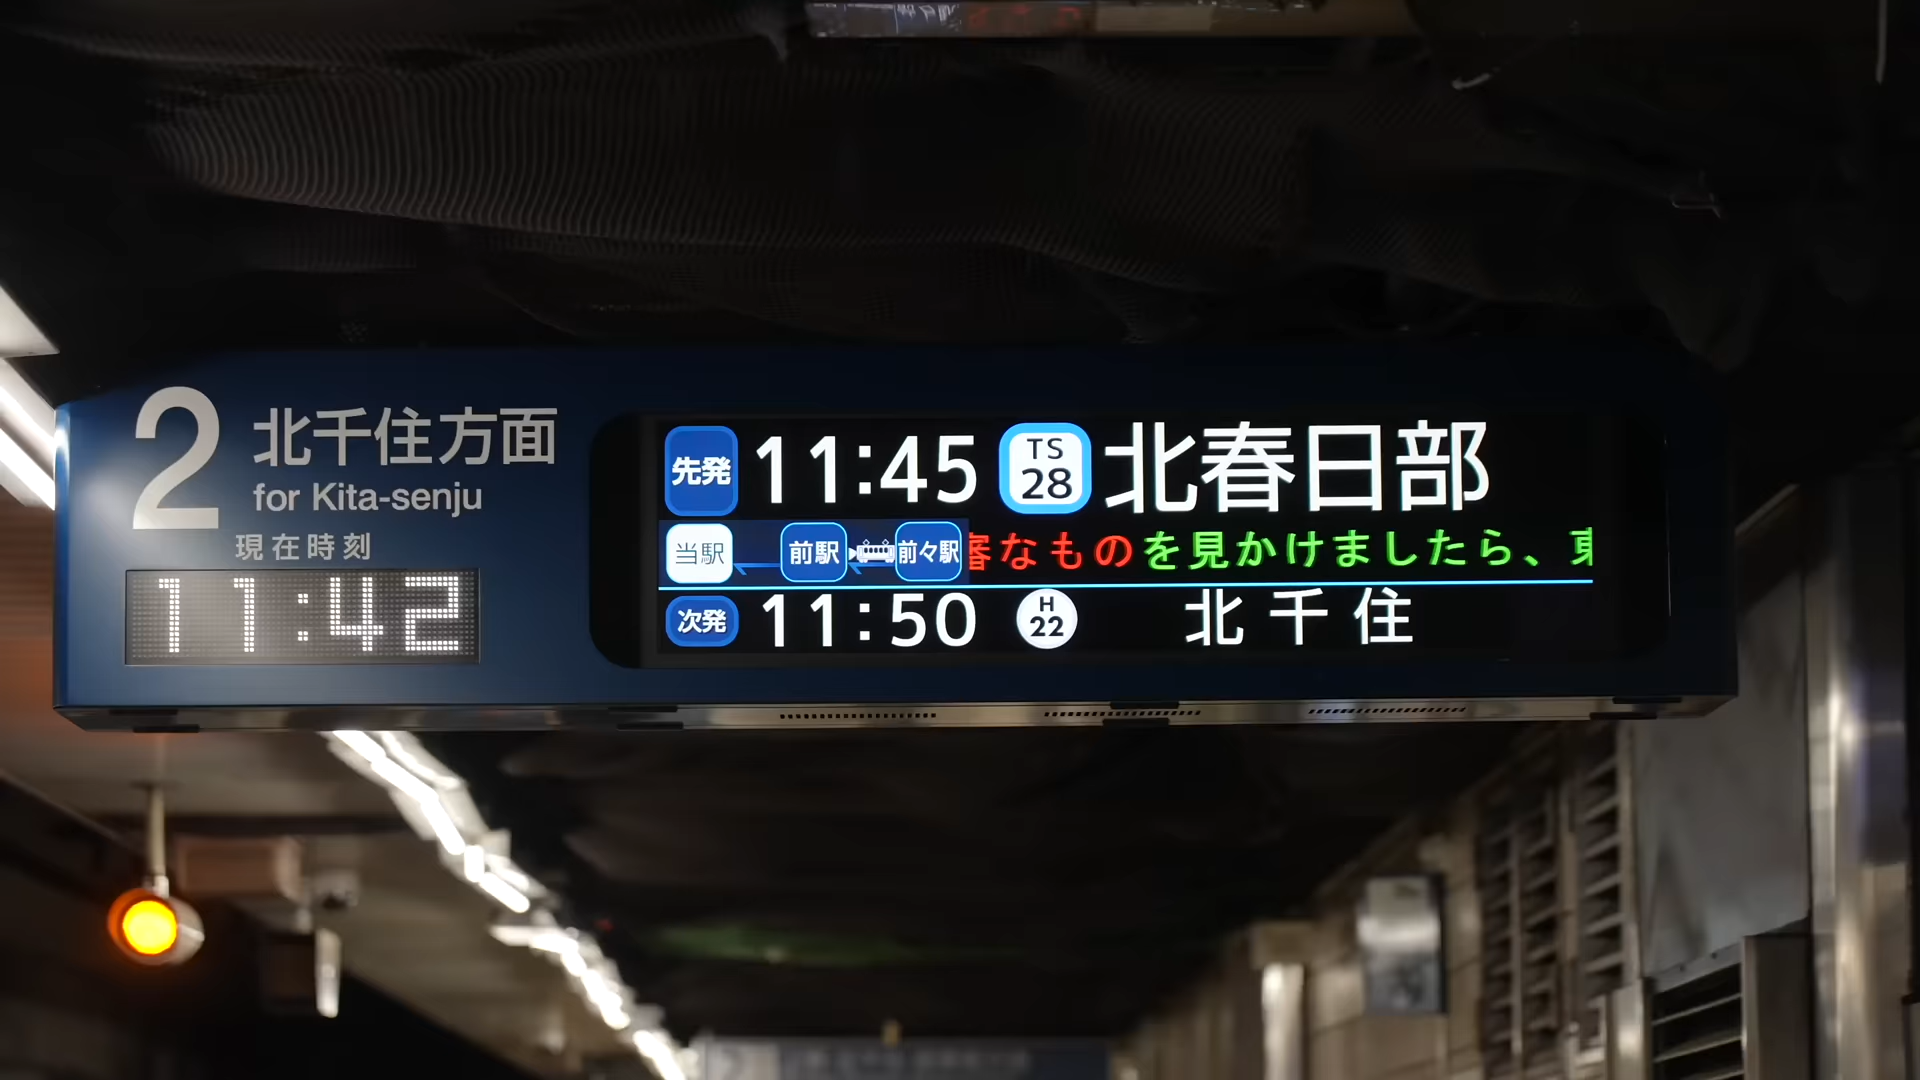 2 北千住方面
for Kita-senju
現在時刻
11:42
先発 11:45 TS 28 北春日部
当駅 前駅 前々駅 審なものを見かけましたら、東
次発 11:50 H 22 北千住